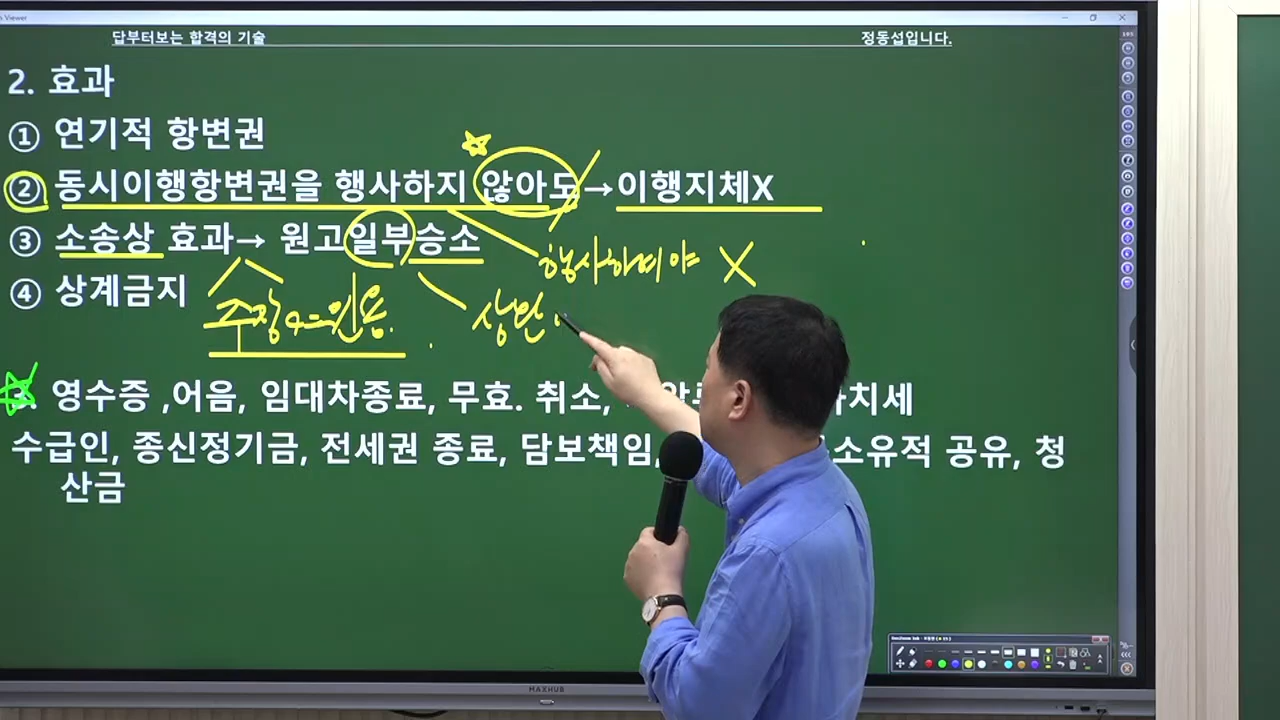 Viewer
답부터보는 합격의 기술 정동섭입니다.
2. 효과
① 연기적 항변권
② 동시이행항변권을 행사하지 않아도→이행지체X
③ 소송상 효과→ 원고일부승소
행사하여야 X
④ 상계금지
주장
상환
영수증 ,어음, 임대차종료, 무효. 취소,
수급인, 종신정기금, 전세권 종료, 담보책임, 소유적 공유, 청
산금
MAXHUB